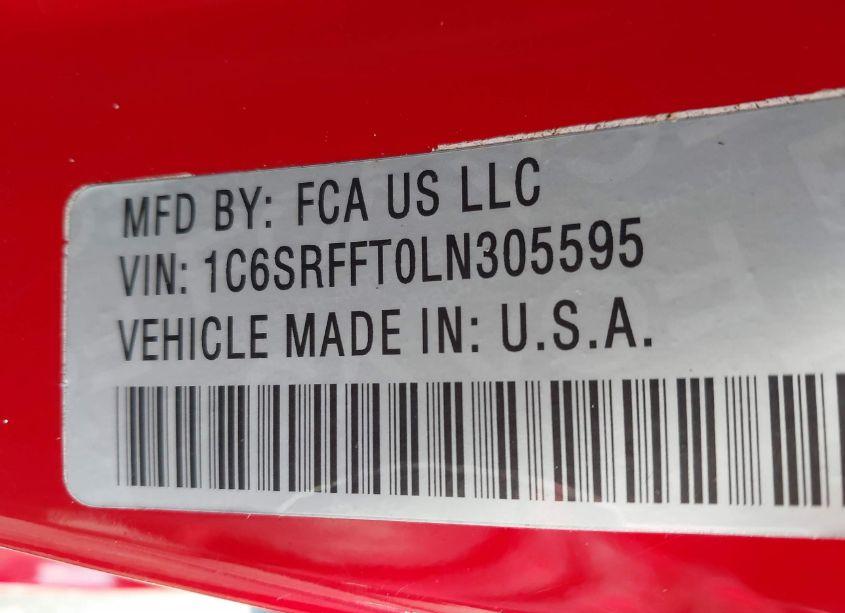 MFD BY: FCA US LLC
VIN: 1C6SRFFT0LN305595
VEHICLE MADE IN: U.S.A.